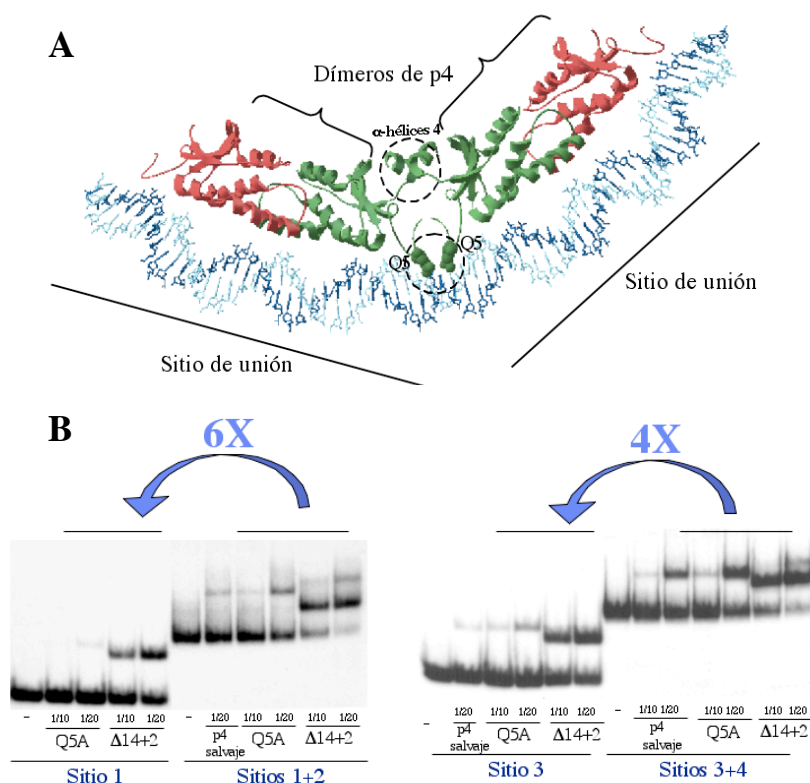 A
Dímeros de p4
α-hélices 4
Q5 Q5
Sitio de unión
Sitio de unión
B
6X
4X
– 1/10 1/20 1/10 1/20
Q5A Δ14+2
Sitio 1
– 1/10 1/20 1/10 1/20 1/10 1/20
p4 salvaje Q5A Δ14+2
Sitios 1+2
– 1/20 1/10 1/20 1/10 1/20
p4 salvaje Q5A Δ14+2
Sitio 3
– 1/10 1/20 1/10 1/20 1/10 1/20
p4 salvaje Q5A Δ14+2
Sitios 3+4